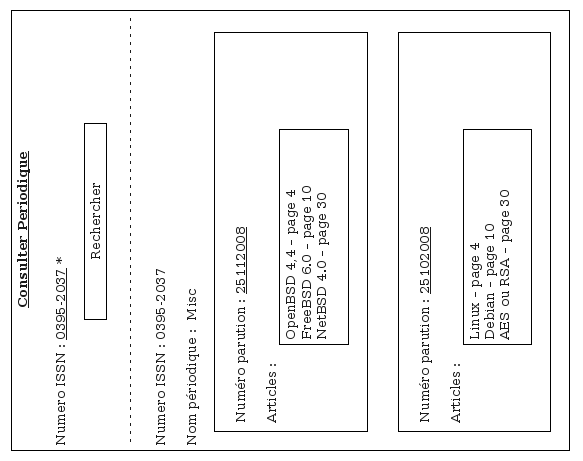 Consulter Periodique
Numero ISSN : 0395-2037 *
Rechercher
Numero ISSN : 0395-2037
Nom périodique : Misc
Numéro parution : 25112008
Articles :
OpenBSD 4,4 - page 4
FreeBSD 6.0 - page 10
NetBSD 4.0 - page 30
Numéro parution : 25102008
Articles :
Linux - page 4
Debian - page 10
AES ou RSA - page 30